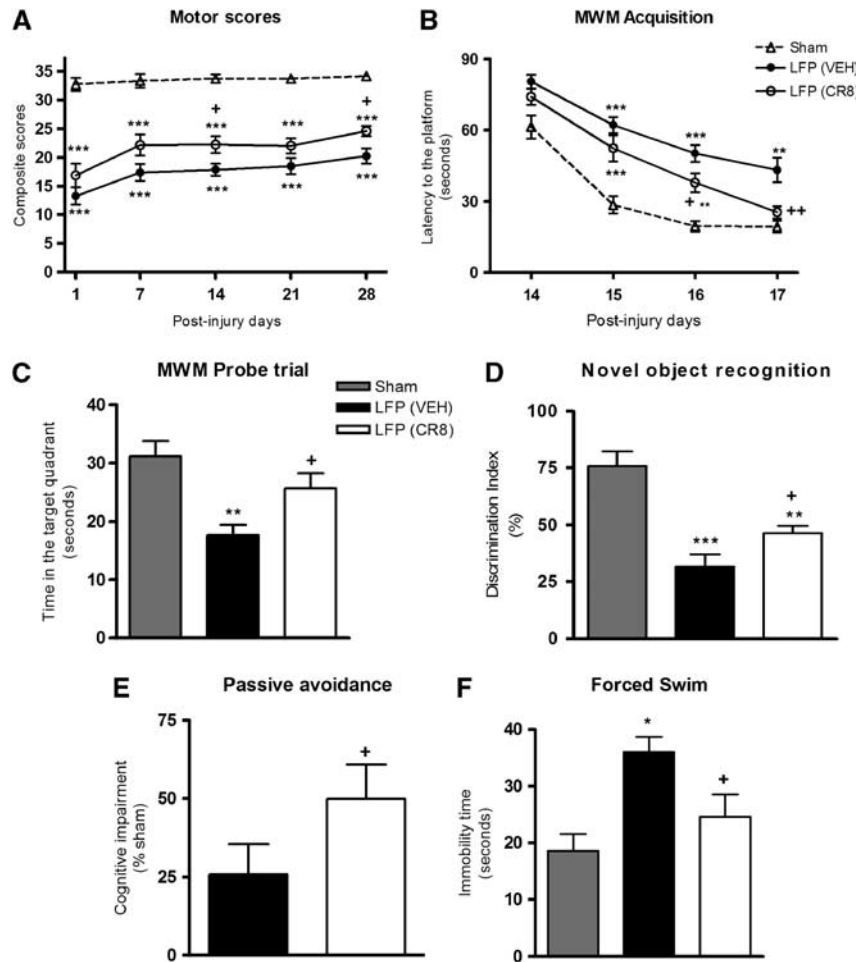 A
Motor scores
Composite scores
35
30
25
20
15
10
5
0
***
***
***
***
+
***
***
***
***
+
***
***
1
7
14
21
28
Post-injury days
B
MWM Acquisition
Sham
LFP (VEH)
LFP (CR8)
Latency to the platform
(seconds)
90
60
30
0
***
***
***
+ **
**
++
14
15
16
17
Post-injury days
C
MWM Probe trial
Sham
LFP (VEH)
LFP (CR8)
Time in the target quadrant
(seconds)
40
30
20
10
0
**
+
D
Novel object recognition
Discrimination Index
(%)
100
75
50
25
0
***
+
**
E
Passive avoidance
Cognitive impairment
(% sham)
75
50
25
0
+
F
Forced Swim
Immobility time
(seconds)
40
30
20
10
0
*
+